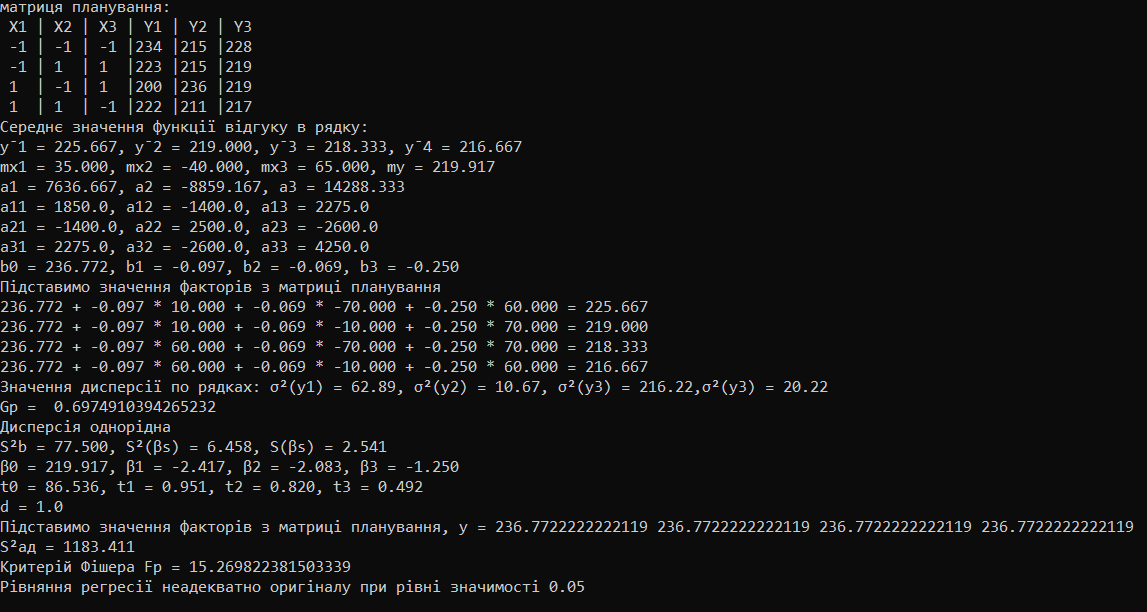 матриця планування:
X1 | X2 | X3 | Y1 | Y2 | Y3
-1 | -1 | -1 |234 |215 |228
-1 | 1 | 1 |223 |215 |219
1 | -1 | 1 |200 |236 |219
1 | 1 | -1 |222 |211 |217
Середнє значення функції відгуку в рядку:
y¯1 = 225.667, y¯2 = 219.000, y¯3 = 218.333, y¯4 = 216.667
mx1 = 35.000, mx2 = -40.000, mx3 = 65.000, my = 219.917
a1 = 7636.667, a2 = -8859.167, a3 = 14288.333
a11 = 1850.0, a12 = -1400.0, a13 = 2275.0
a21 = -1400.0, a22 = 2500.0, a23 = -2600.0
a31 = 2275.0, a32 = -2600.0, a33 = 4250.0
b0 = 236.772, b1 = -0.097, b2 = -0.069, b3 = -0.250
Підставимо значення факторів з матриці планування
236.772 + -0.097 * 10.000 + -0.069 * -70.000 + -0.250 * 60.000 = 225.667
236.772 + -0.097 * 10.000 + -0.069 * -10.000 + -0.250 * 70.000 = 219.000
236.772 + -0.097 * 60.000 + -0.069 * -70.000 + -0.250 * 70.000 = 218.333
236.772 + -0.097 * 60.000 + -0.069 * -10.000 + -0.250 * 60.000 = 216.667
Значення дисперсії по рядках: σ²(y1) = 62.89, σ²(y2) = 10.67, σ²(y3) = 216.22,σ²(y3) = 20.22
Gp =  0.6974910394265232
Дисперсія однорідна
S²b = 77.500, S²(βs) = 6.458, S(βs) = 2.541
β0 = 219.917, β1 = -2.417, β2 = -2.083, β3 = -1.250
t0 = 86.536, t1 = 0.951, t2 = 0.820, t3 = 0.492
d = 1.0
Підставимо значення факторів з матриці планування, y = 236.7722222222119 236.7722222222119 236.7722222222119 236.7722222222119
S²ад = 1183.411
Критерій Фішера Fp = 15.269822381503339
Рівняння регресії неадекватно оригіналу при рівні значимості 0.05